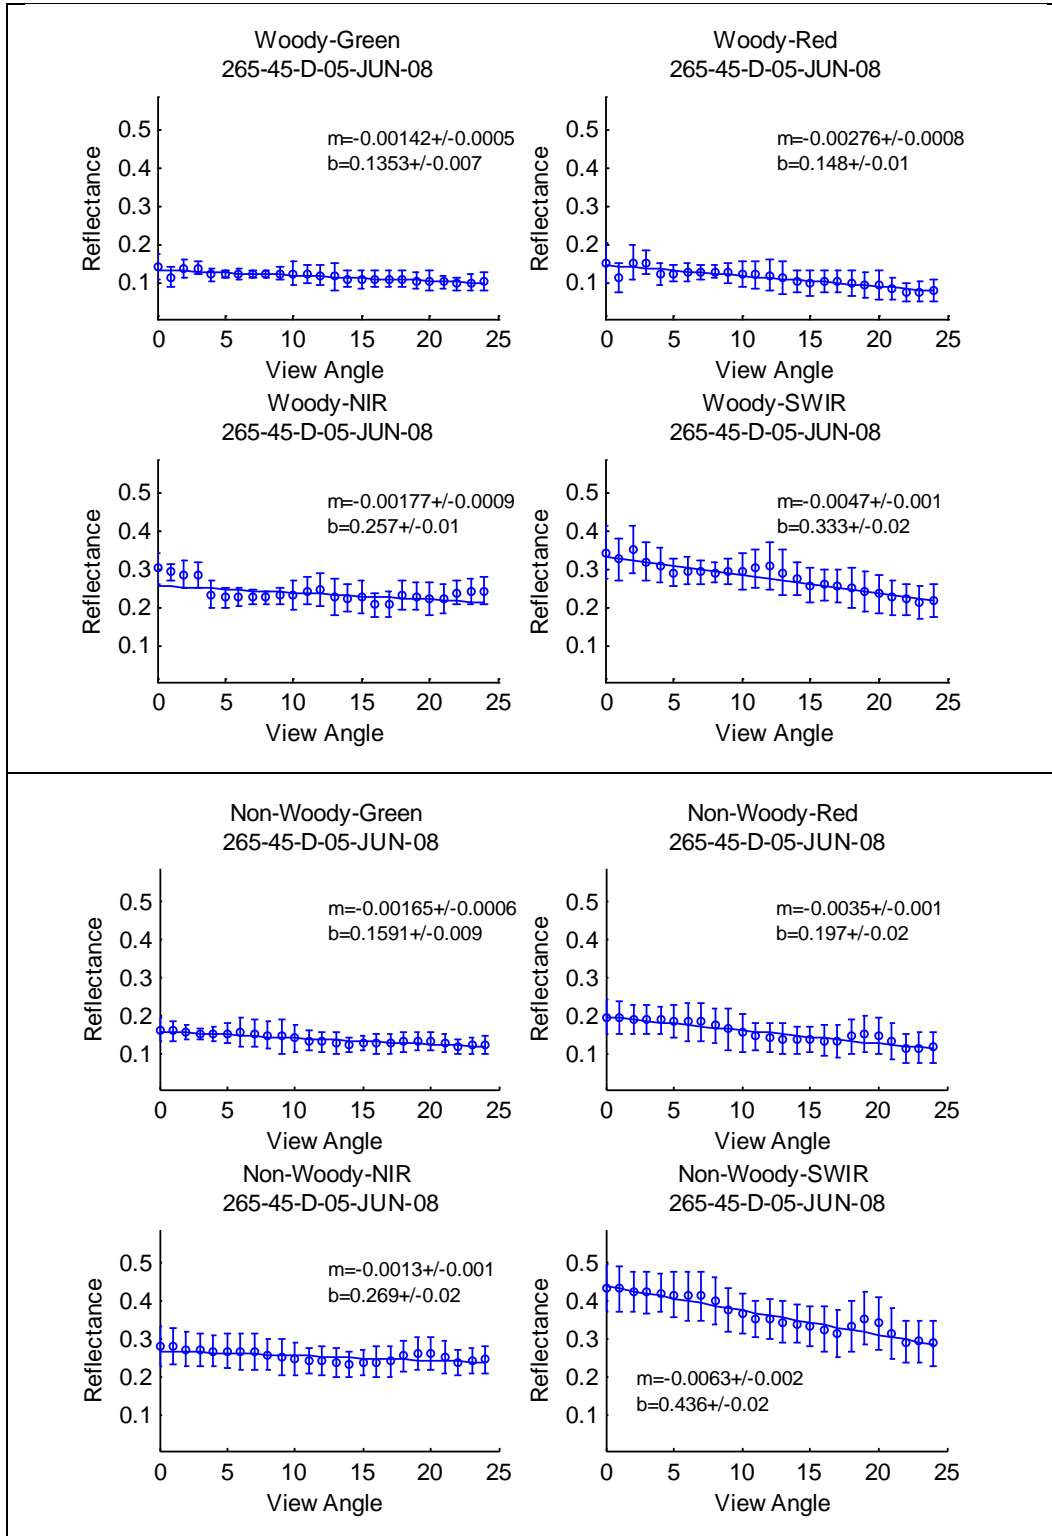 Woody-Green
265-45-D-05-JUN-08
Reflectance
0.5
0.4
0.3
0.2
0.1
m=-0.00142+/-0.0005
b=0.1353+/-0.007
0 5 10 15 20 25
View Angle
Woody-Red
265-45-D-05-JUN-08
Reflectance
0.5
0.4
0.3
0.2
0.1
m=-0.00276+/-0.0008
b=0.148+/-0.01
0 5 10 15 20 25
View Angle
Woody-NIR
265-45-D-05-JUN-08
Reflectance
0.5
0.4
0.3
0.2
0.1
m=-0.00177+/-0.0009
b=0.257+/-0.01
0 5 10 15 20 25
View Angle
Woody-SWIR
265-45-D-05-JUN-08
Reflectance
0.5
0.4
0.3
0.2
0.1
m=-0.0047+/-0.001
b=0.333+/-0.02
0 5 10 15 20 25
View Angle
Non-Woody-Green
265-45-D-05-JUN-08
Reflectance
0.5
0.4
0.3
0.2
0.1
m=-0.00165+/-0.0006
b=0.1591+/-0.009
0 5 10 15 20 25
View Angle
Non-Woody-Red
265-45-D-05-JUN-08
Reflectance
0.5
0.4
0.3
0.2
0.1
m=-0.0035+/-0.001
b=0.197+/-0.02
0 5 10 15 20 25
View Angle
Non-Woody-NIR
265-45-D-05-JUN-08
Reflectance
0.5
0.4
0.3
0.2
0.1
m=-0.0013+/-0.001
b=0.269+/-0.02
0 5 10 15 20 25
View Angle
Non-Woody-SWIR
265-45-D-05-JUN-08
Reflectance
0.5
0.4
0.3
0.2
0.1
m=-0.0063+/-0.002
b=0.436+/-0.02
0 5 10 15 20 25
View Angle